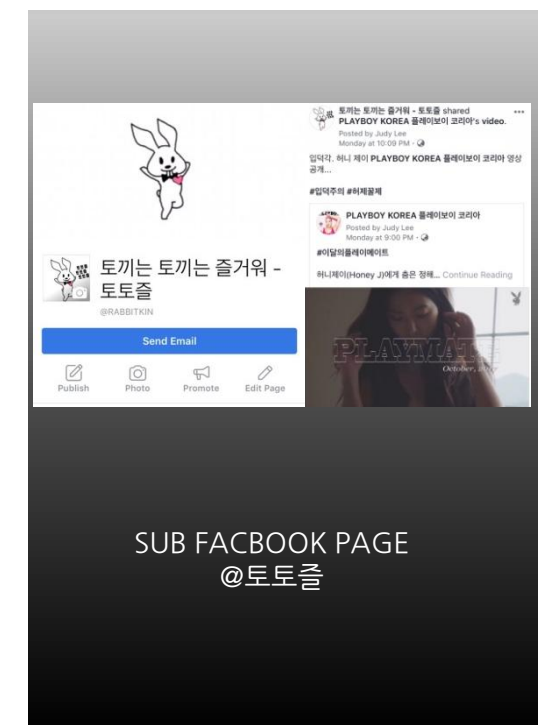 토끼는 토끼는 즐거워 -
토토즐
@RABBITKIN
Send Email
Publish
Photo
Promote
Edit Page
토끼는 토끼는 즐거워 - 토토즐 shared
PLAYBOY KOREA 플레이보이 코리아's video.
Posted by Judy Lee
Monday at 10:09 PM
입덕각. 허니 제이 PLAYBOY KOREA 플레이보이 코리아 영상
공개...
#입덕주의 #허제꿀제
PLAYBOY KOREA 플레이보이 코리아
Posted by Judy Lee
Monday at 9:00 PM
#이달의플레이메이트
허니제이(Honey J)에게 춤은 정해... Continue Reading
PLAYMATE
October,
SUB FACBOOK PAGE
@토토즐